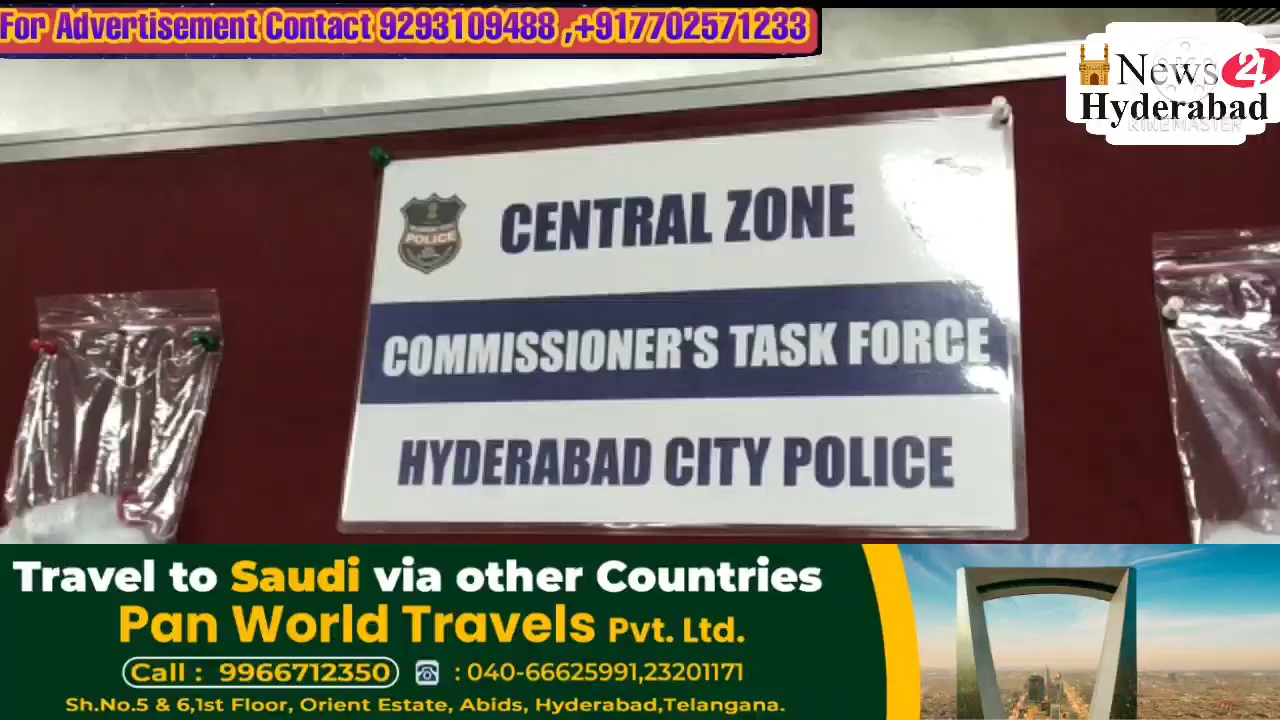 For Advertisement Contact 9293109488 ,+917702571233
News 24
Hyderabad
KINEMASTER
CENTRAL ZONE
POLICE
COMMISSIONER'S TASK FORCE
HYDERABAD CITY POLICE
Travel to Saudi via other Countries
Pan World Travels Pvt. Ltd.
Call : 9966712350 : 040-66625991,23201171
Sh.No.5 & 6,1st Floor, Orient Estate, Abids, Hyderabad,Telangana.